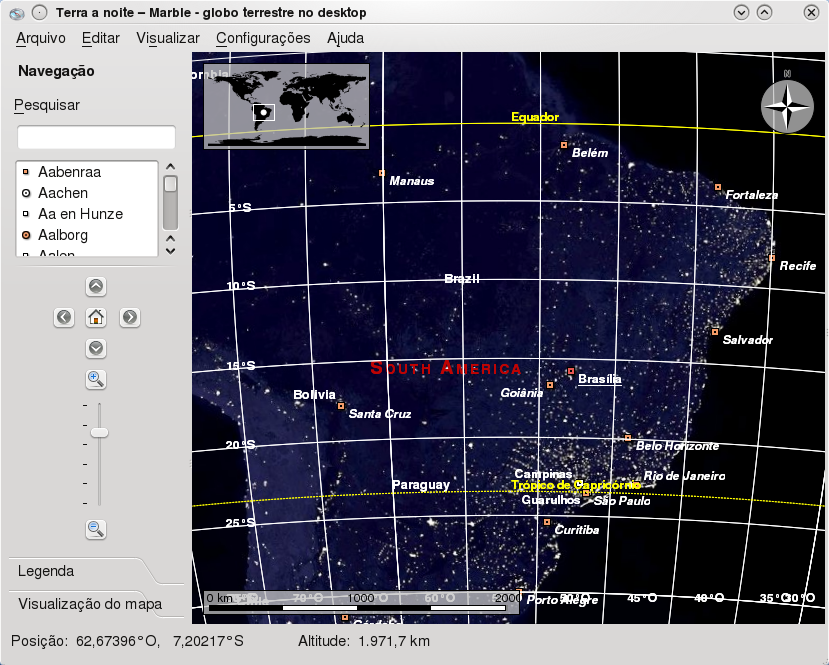 Terra a noite – Marble - globo terrestre no desktop
Arquivo Editar Visualizar Configurações Ajuda
Navegação
Pesquisar
Aabenraa
Aachen
Aa en Hunze
Aalborg
Aalen
N
Equador
Belém
Manaus
Fortaleza
5°S
Recife
10°S
Brazil
Salvador
15°S
South America
Brasília
Goiânia
Bolivia
Santa Cruz
20°S
Belo Horizonte
Campinas
Rio de Janeiro
Paraguay
Trópico de Capricórnio
Guarulhos
São Paulo
25°S
Curitiba
0 km 1000 2000
70°O 60°O 50°O 45°O 40°O 35°O 30°O
Porto Alegre
Legenda
Visualização do mapa
Posição: 62,67396°O, 7,20217°S Altitude: 1.971,7 km